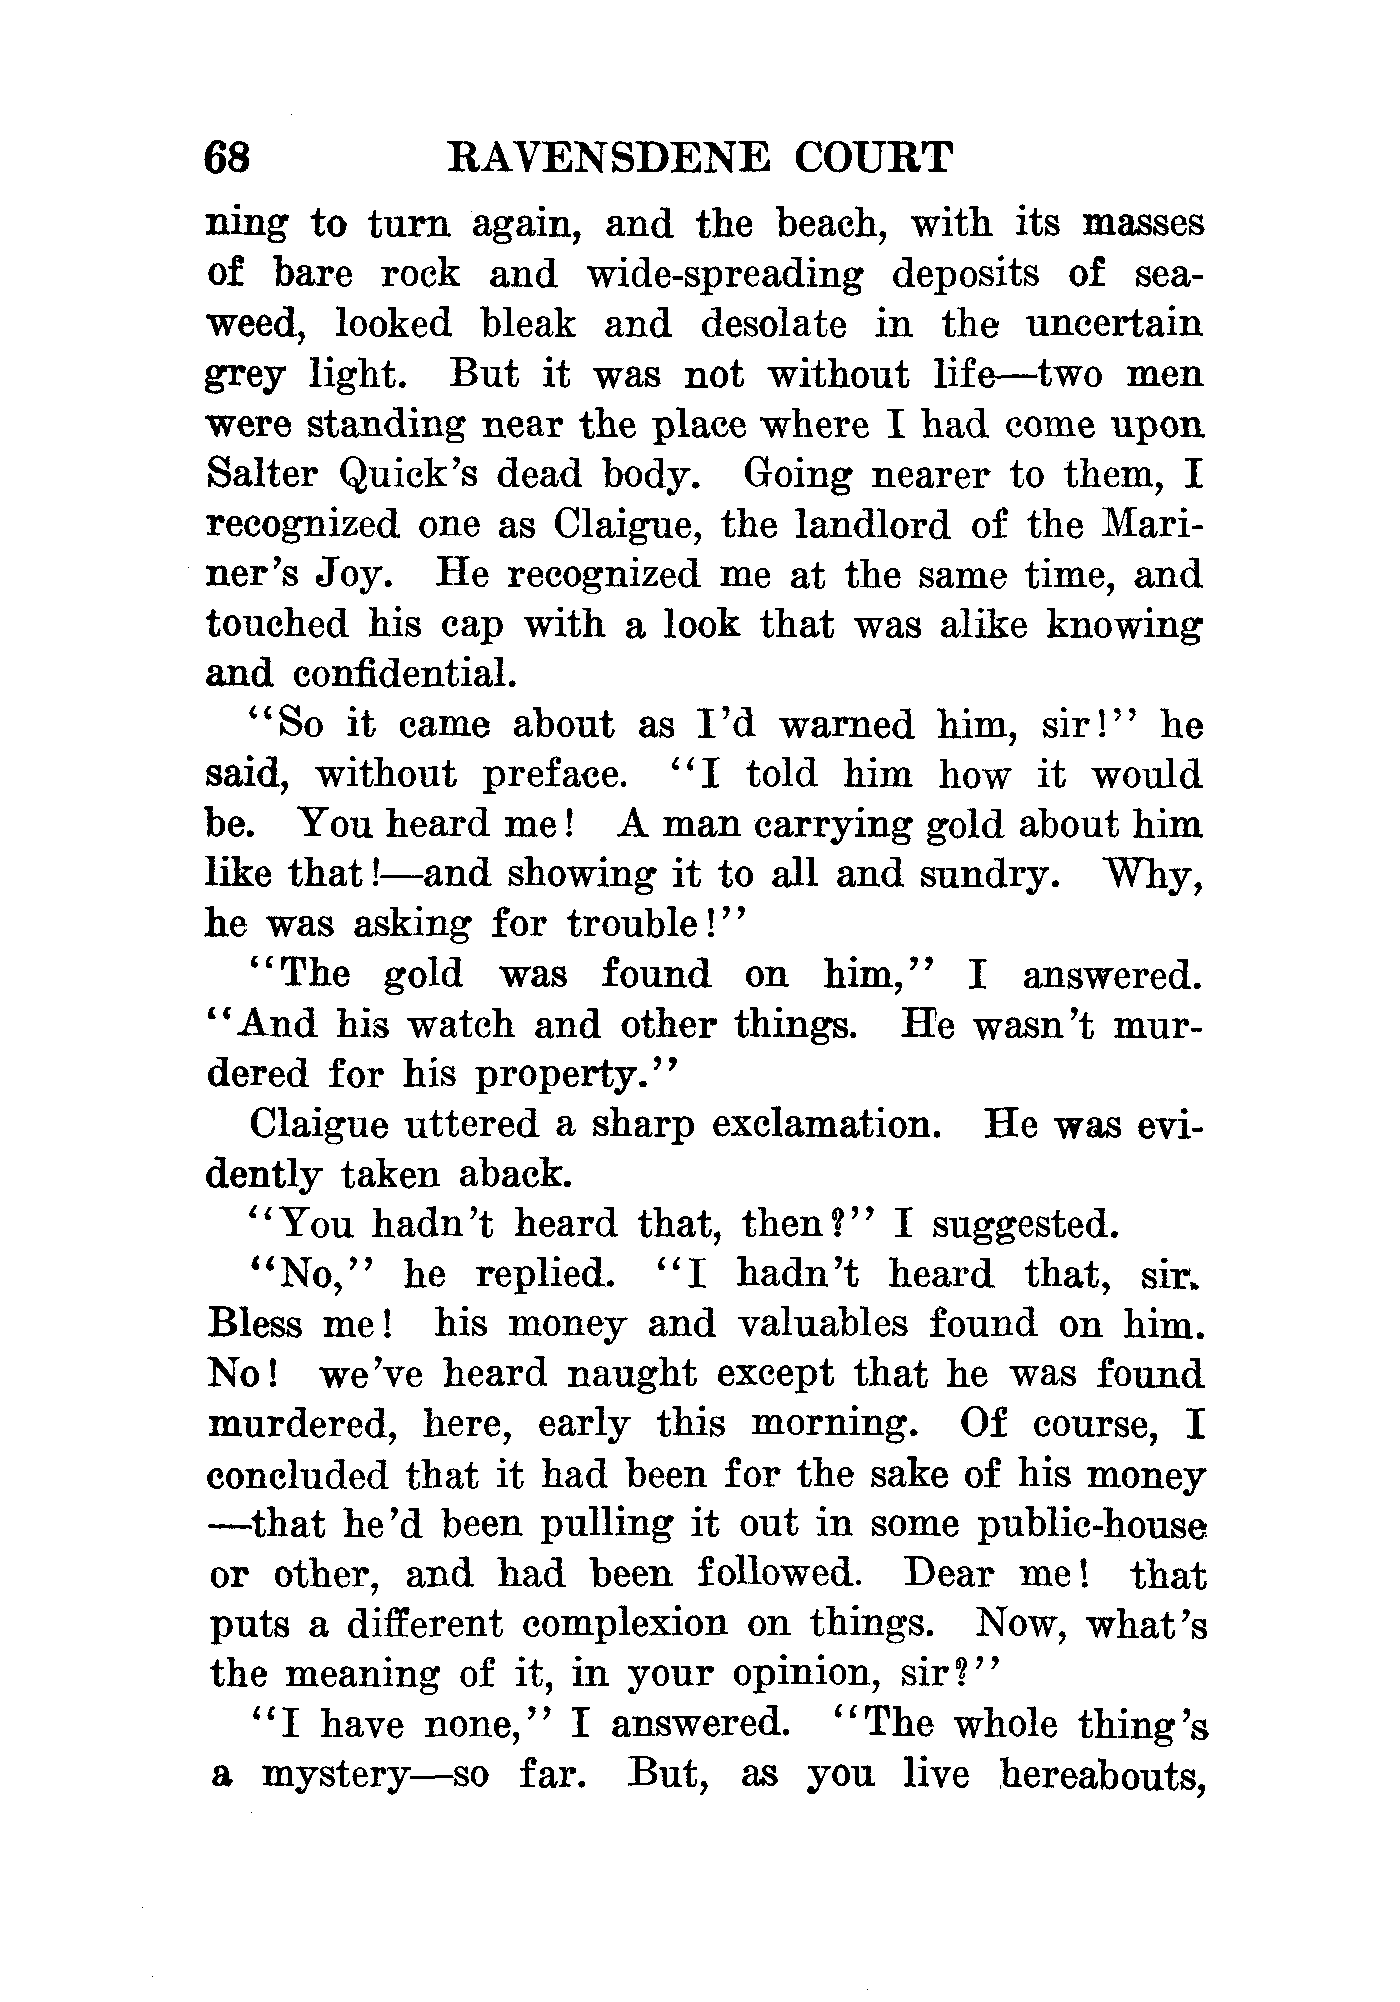 68 RAVENSDENE COURT
ning to turn again, and the beach, with its masses
of bare rock and wide-spreading deposits of sea-
weed, looked bleak and desolate in the uncertain
grey light. But it was not without life—two men
were standing near the place where I had come upon
Salter Quick's dead body. Going nearer to them, I
recognized one as Claigue, the landlord of the Mari-
ner's Joy. He recognized me at the same time, and
touched his cap with a look that was alike knowing
and confidential.
"So it came about as I'd warned him, sir!" he
said, without preface. "I told him how it would
be. You heard me! A man carrying gold about him
like that!—and showing it to all and sundry. Why,
he was asking for trouble!"
"The gold was found on him," I answered.
"And his watch and other things. He wasn't mur-
dered for his property."
Claigue uttered a sharp exclamation. He was evi-
dently taken aback.
"You hadn't heard that, then?" I suggested.
"No," he replied. "I hadn't heard that, sir.
Bless me! his money and valuables found on him.
No! we've heard naught except that he was found
murdered, here, early this morning. Of course, I
concluded that it had been for the sake of his money
—that he'd been pulling it out in some public-house
or other, and had been followed. Dear me! that
puts a different complexion on things. Now, what's
the meaning of it, in your opinion, sir?"
"I have none," I answered. "The whole thing's
a mystery—so far. But, as you live hereabouts,